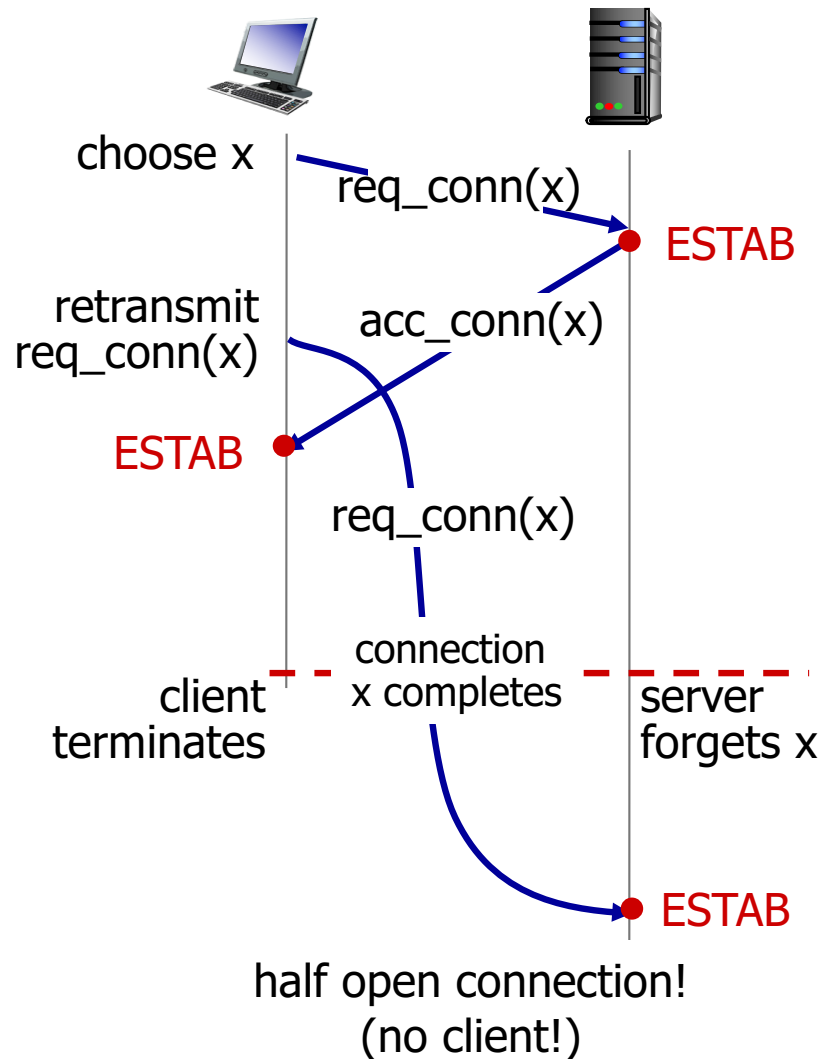 choose x
req_conn(x)
ESTAB
retransmit
req_conn(x)
acc_conn(x)
ESTAB
req_conn(x)
connection
x completes
client
terminates
server
forgets x
ESTAB
half open connection!
(no client!)